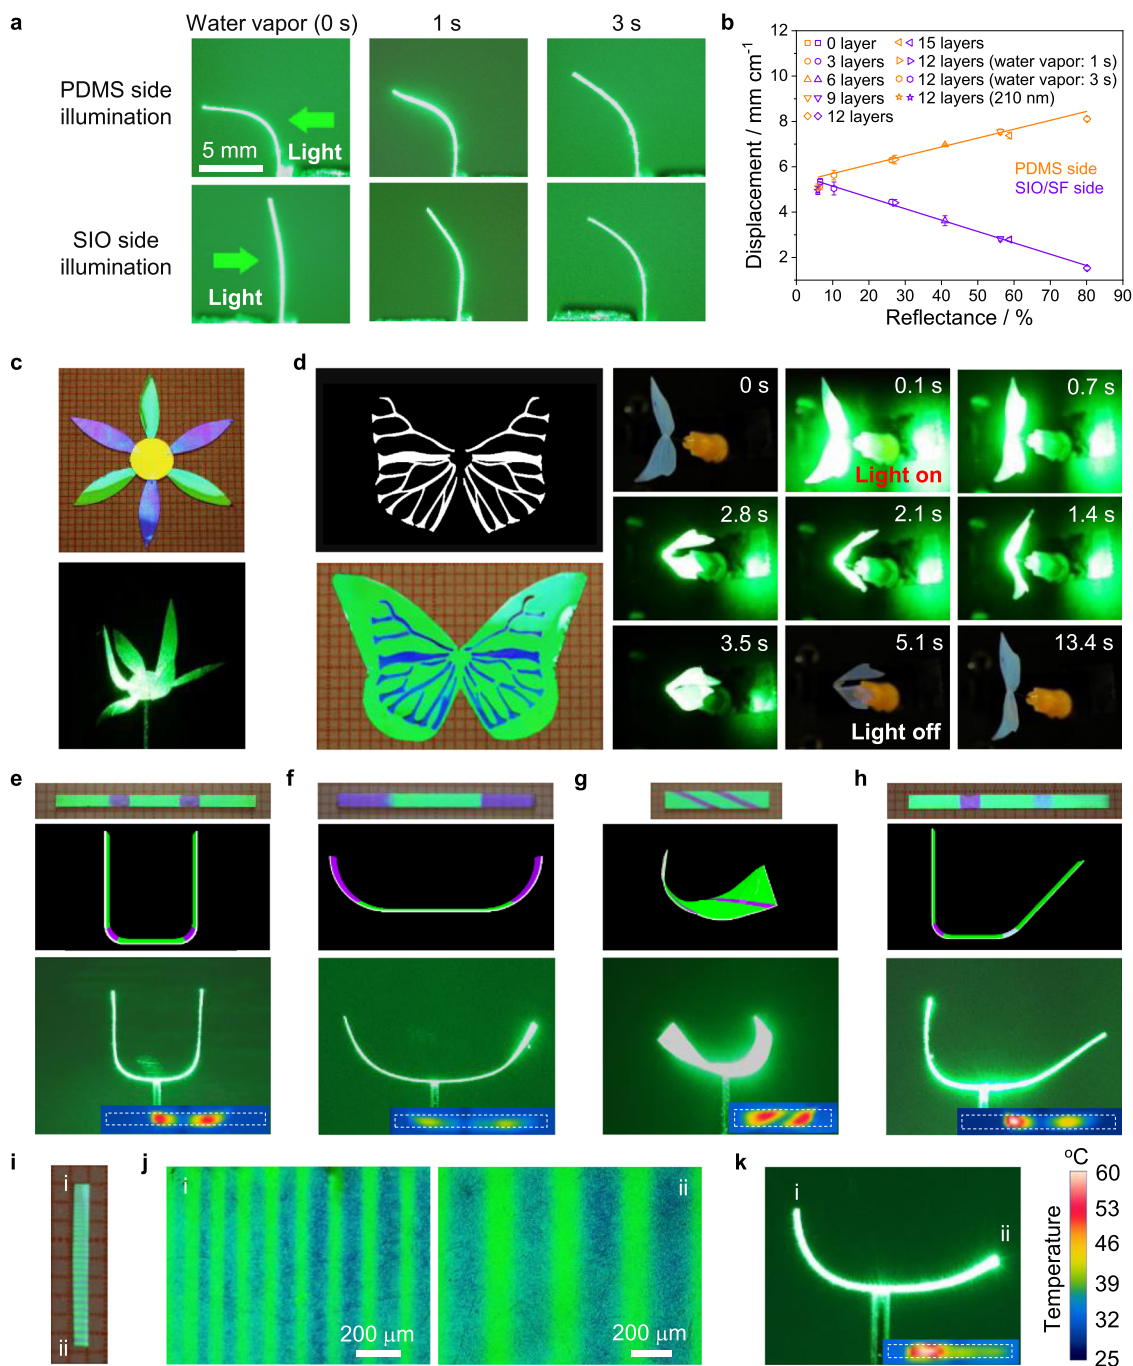 a
Water vapor (0 s)
1 s
3 s
PDMS side
illumination
5 mm
Light
SIO side
illumination
Light
b
Displacement / mm cm⁻¹
12
10
8
6
4
2
0 layer
3 layers
6 layers
9 layers
12 layers
15 layers
12 layers (water vapor: 1 s)
12 layers (water vapor: 3 s)
12 layers (210 nm)
PDMS side
SIO/SF side
0 10 20 30 40 50 60 70 80 90
Reflectance / %
c
d
0 s
0.1 s
Light on
0.7 s
2.8 s
2.1 s
1.4 s
3.5 s
5.1 s
Light off
13.4 s
e
f
g
h
i
i
ii
j
i
200 μm
ii
200 μm
k
i
ii
Temperature
°C
60
53
46
39
32
25